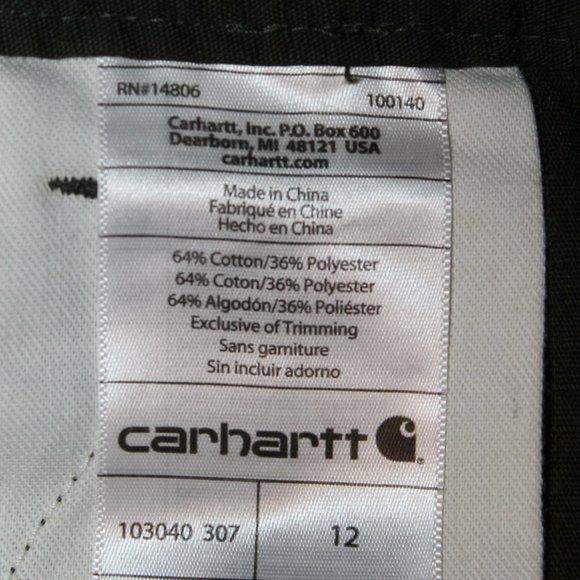 RN#14806 100140
Carhartt, Inc. P.O. Box 600
Dearborn, MI 48121 USA
carhartt.com
Made in China
Fabriqué en Chine
Hecho en China
64% Cotton/36% Polyester
64% Coton/36% Polyester
64% Algodón/36% Poliéster
Exclusive of Trimming
Sans garniture
Sin incluir adorno
carhartt
103040 307 12